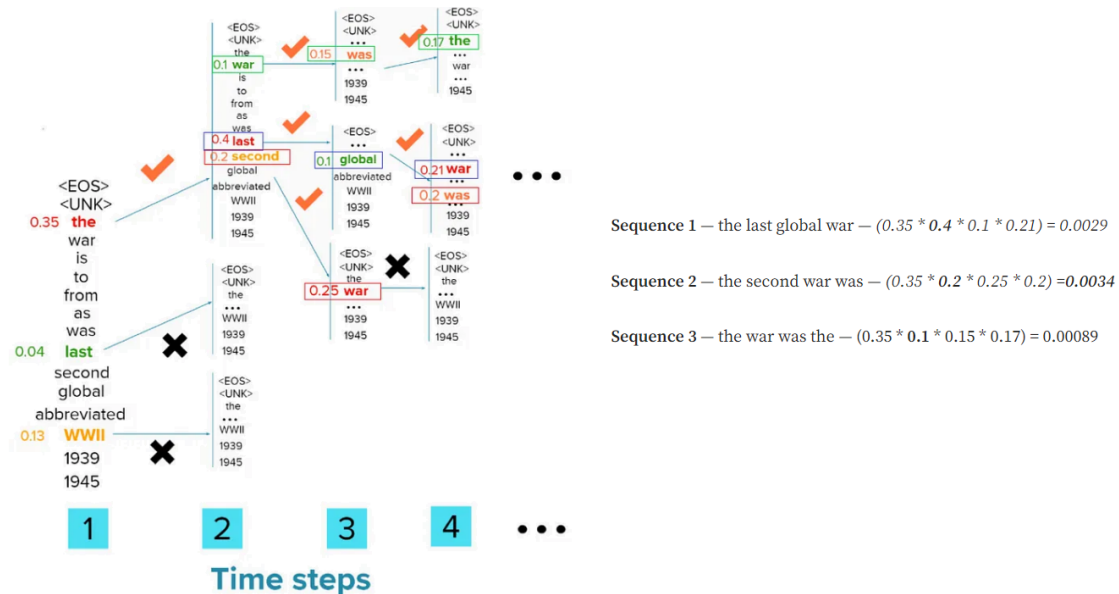 <EOS>
<UNK>
0.35 the
war
is
to
from
as
was
0.04 last
second
global
abbreviated
0.13 WWII
1939
1945
<EOS>
<UNK>
the
0.1 war
is
to
from
as
was
0.4 last
0.2 second
global
abbreviated
WWII
1939
1945
<EOS>
<UNK>
the
...
WWII
1939
1945
<EOS>
<UNK>
the
...
WWII
1939
1945
<EOS>
<UNK>
...
0.15 was
...
1939
1945
<EOS>
...
0.1 global
abbreviated
WWII
1939
1945
<EOS>
<UNK>
the
0.25 war
...
1939
1945
<EOS>
<UNK>
...
0.17 the
...
war
...
1945
<EOS>
<UNK>
...
0.21 war
...
0.2 was
...
1939
1945
<EOS>
<UNK>
the
...
WWII
1939
1945
...
1 2 3 4 ...
Time steps
Sequence 1 — the last global war — (0.35 * 0.4 * 0.1 * 0.21) = 0.0029
Sequence 2 — the second war was — (0.35 * 0.2 * 0.25 * 0.2) =0.0034
Sequence 3 — the war was the — (0.35 * 0.1 * 0.15 * 0.17) = 0.00089